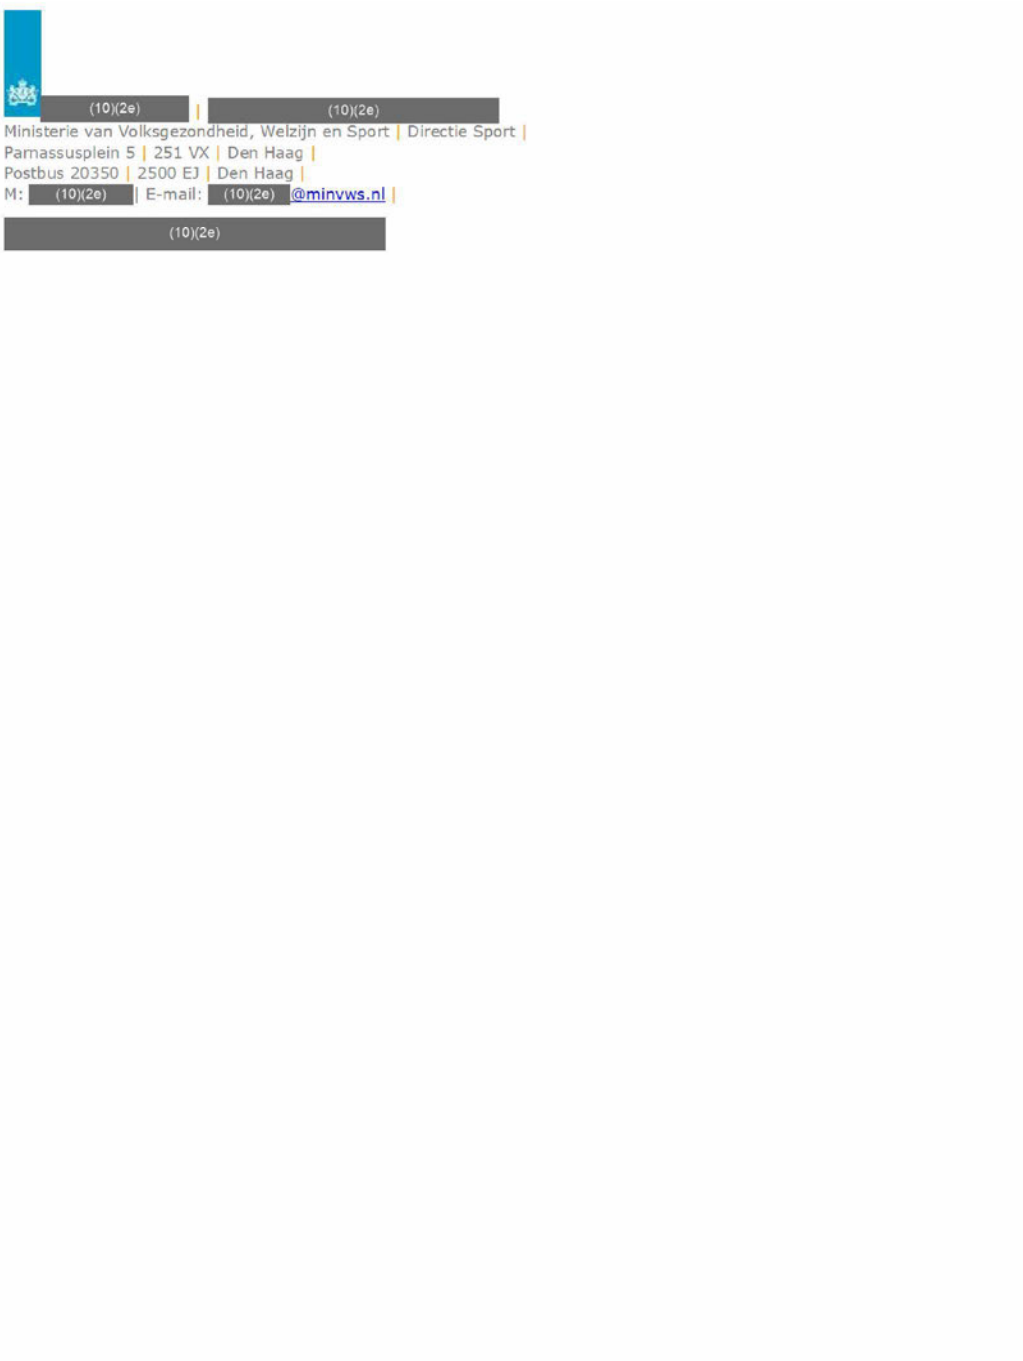 (10)(2e) | (10)(2e)
Ministerie van Volksgezondheid, Welzijn en Sport | Directie Sport |
Parnassusplein 5 | 251 VX | Den Haag |
Postbus 20350 | 2500 EJ | Den Haag |
M: (10)(2e) | E-mail: (10)(2e) @minvws.nl |
(10)(2e)